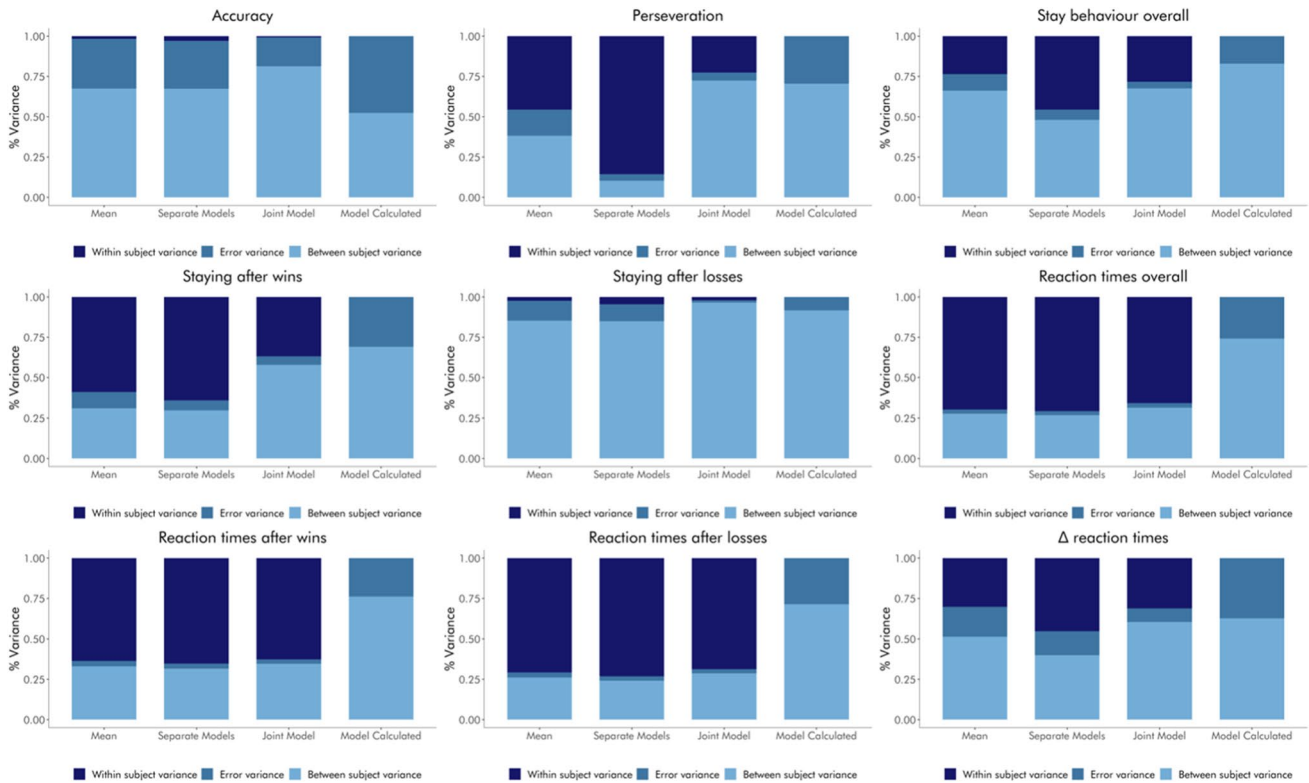 Accuracy
1.00
0.75
0.50
0.25
0.00
% Variance
Mean Separate Models Joint Model Model Calculated
Within subject variance Error variance Between subject variance
Perseveration
1.00
0.75
0.50
0.25
0.00
% Variance
Mean Separate Models Joint Model Model Calculated
Within subject variance Error variance Between subject variance
Stay behaviour overall
1.00
0.75
0.50
0.25
0.00
% Variance
Mean Separate Models Joint Model Model Calculated
Within subject variance Error variance Between subject variance
Staying after wins
1.00
0.75
0.50
0.25
0.00
% Variance
Mean Separate Models Joint Model Model Calculated
Within subject variance Error variance Between subject variance
Staying after losses
1.00
0.75
0.50
0.25
0.00
% Variance
Mean Separate Models Joint Model Model Calculated
Within subject variance Error variance Between subject variance
Reaction times overall
1.00
0.75
0.50
0.25
0.00
% Variance
Mean Separate Models Joint Model Model Calculated
Within subject variance Error variance Between subject variance
Reaction times after wins
1.00
0.75
0.50
0.25
0.00
% Variance
Mean Separate Models Joint Model Model Calculated
Within subject variance Error variance Between subject variance
Reaction times after losses
1.00
0.75
0.50
0.25
0.00
% Variance
Mean Separate Models Joint Model Model Calculated
Within subject variance Error variance Between subject variance
Δ reaction times
1.00
0.75
0.50
0.25
0.00
% Variance
Mean Separate Models Joint Model Model Calculated
Within subject variance Error variance Between subject variance